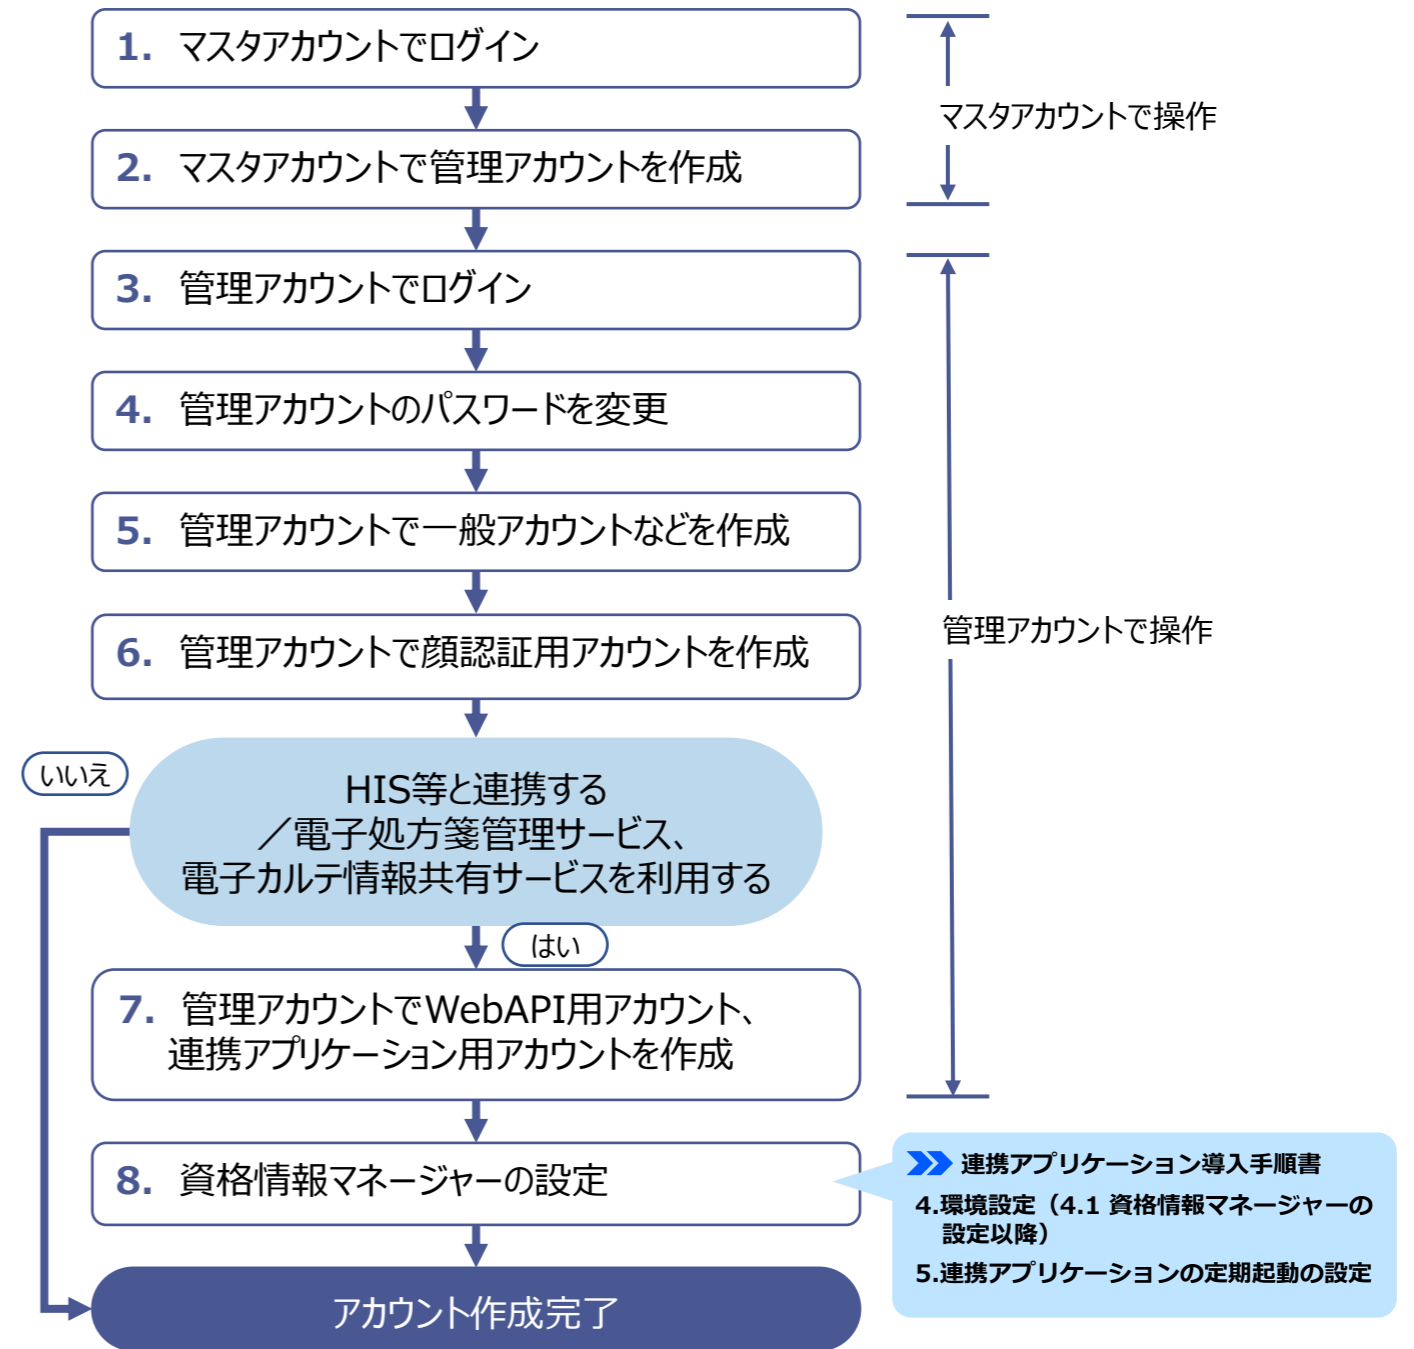 1. マスタアカウントでログイン
マスタアカウントで操作
2. マスタアカウントで管理アカウントを作成
3. 管理アカウントでログイン
4. 管理アカウントのパスワードを変更
5. 管理アカウントで一般アカウントなどを作成
管理アカウントで操作
6. 管理アカウントで顔認証用アカウントを作成
いいえ
HIS等と連携する
／電子処方箋管理サービス、
電子カルテ情報共有サービスを利用する
はい
7. 管理アカウントでWebAPI用アカウント、
連携アプリケーション用アカウントを作成
8. 資格情報マネージャーの設定
連携アプリケーション導入手順書
4.環境設定（4.1 資格情報マネージャーの
設定以降）
5.連携アプリケーションの定期起動の設定
アカウント作成完了